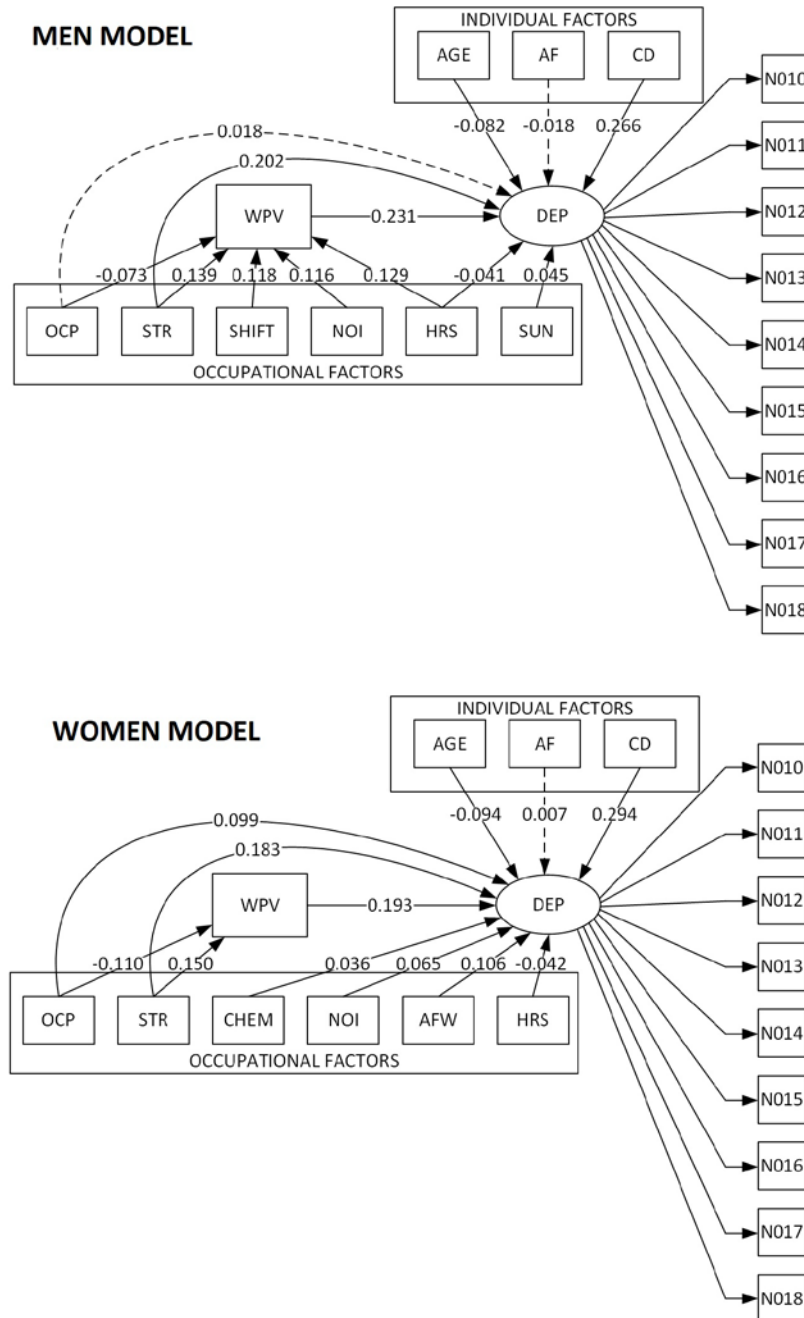 MEN MODEL
INDIVIDUAL FACTORS
AGE AF CD
-0.082 -0.018 0.266
0.018
0.202
WPV
0.231
DEP
-0.073 0.139 0.118 0.116 0.129 -0.041 0.045
OCP STR SHIFT NOI HRS SUN
OCCUPATIONAL FACTORS
N010
N011
N012
N013
N014
N015
N016
N017
N018
WOMEN MODEL
INDIVIDUAL FACTORS
AGE AF CD
-0.094 0.007 0.294
0.099
0.183
WPV
0.193
DEP
-0.110 0.150 0.036 0.065 0.106 -0.042
OCP STR CHEM NOI AFW HRS
OCCUPATIONAL FACTORS
N010
N011
N012
N013
N014
N015
N016
N017
N018